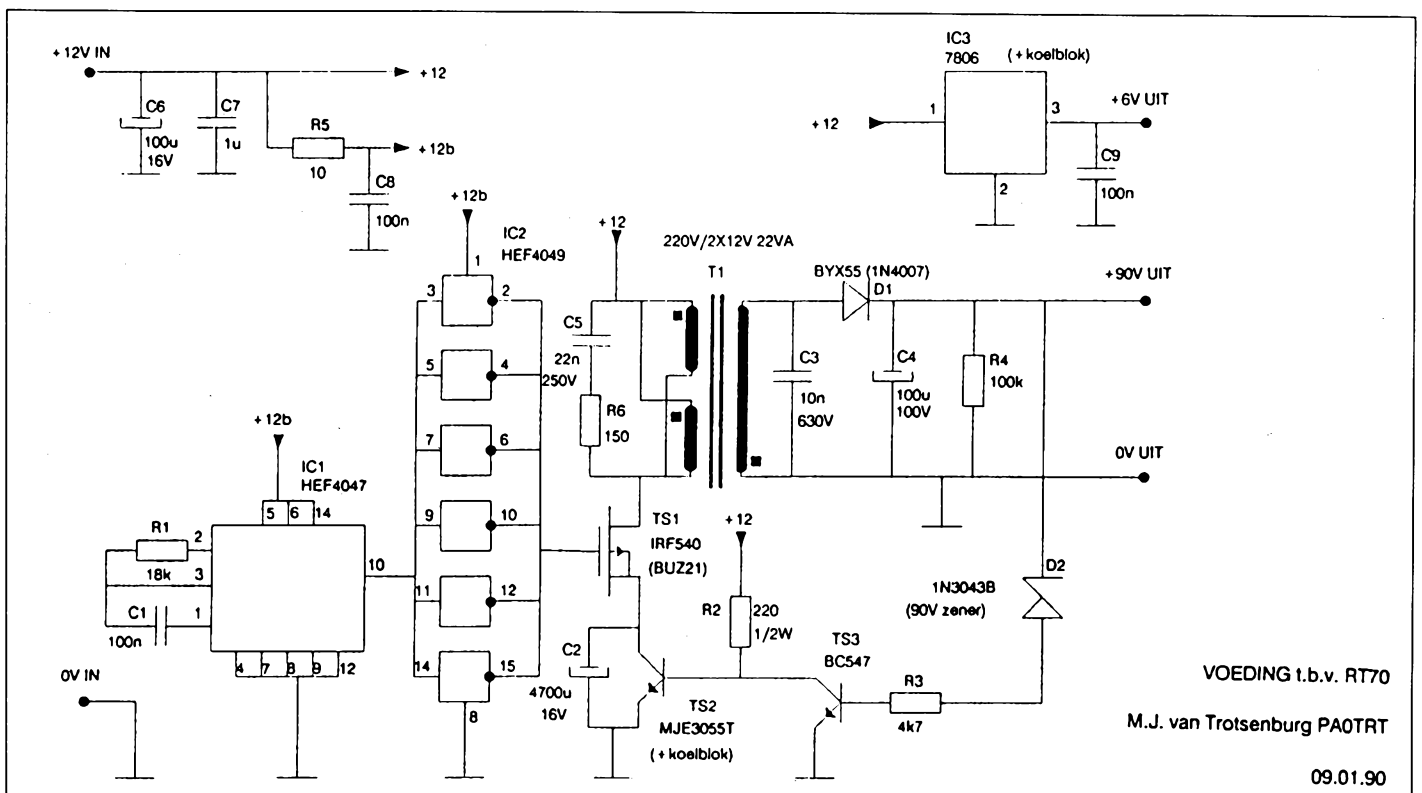 +12V IN
+12
C6
100u
16V
C7
1u
R5
10
+12b
C8
100n
IC3
7806
(+koelblok)
+12
1
3
2
+6V UIT
C9
100n
+12b
IC2
HEF4049
1
3
2
5
4
7
6
9
10
11
12
14
15
8
+12
C5
22n
250V
R6
150
220V/2X12V 22VA
T1
BYX55 (1N4007)
D1
C3
10n
630V
C4
100u
100V
R4
100k
+90V UIT
0V UIT
+12b
IC1
HEF4047
5
6
14
R1
18k
2
3
1
C1
100n
10
4
7
8
9
12
0V IN
TS1
IRF540
(BUZ21)
+12
R2
220
1/2W
C2
4700u
16V
TS2
MJE3055T
(+koelblok)
TS3
BC547
R3
4k7
D2
1N3043B
(90V zener)
VOEDING t.b.v. RT70
M.J. van Trotsenburg PA0TRT
09.01.90